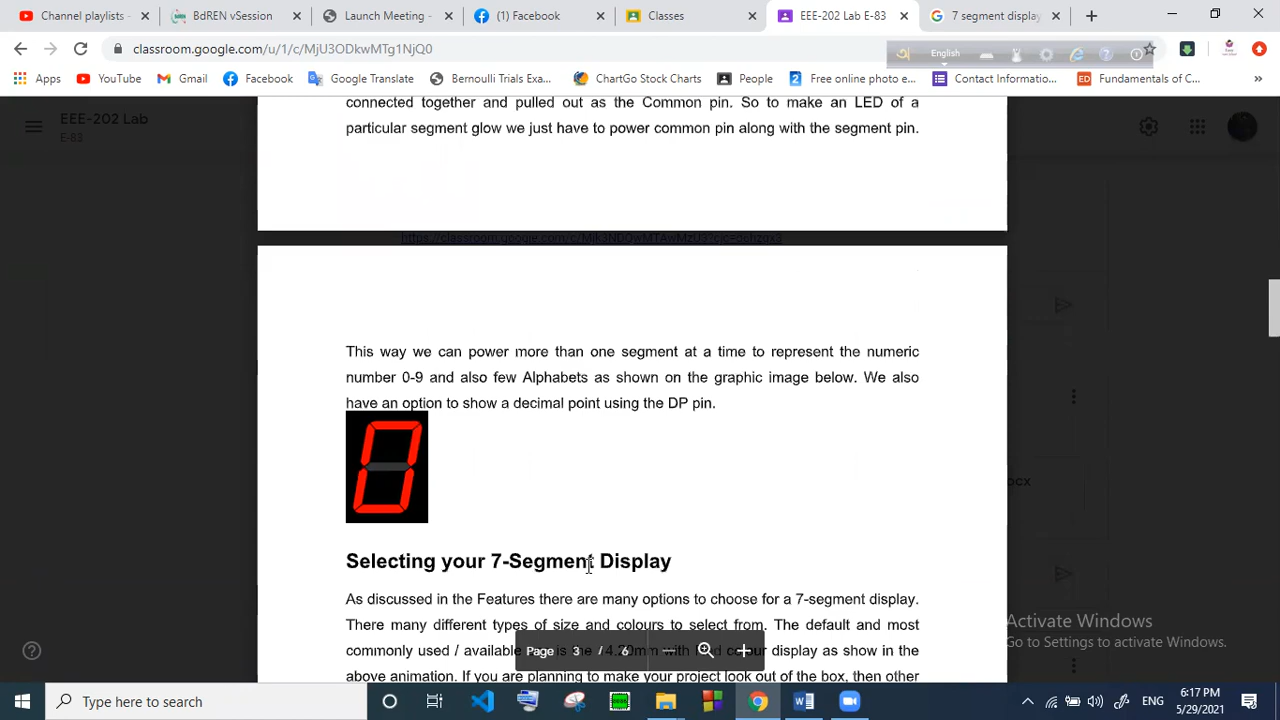 Channel playlists -
BdREN vSession
Launch Meeting -
(1) Facebook
Classes
EEE-202 Lab E-83
7 segment display
classroom.google.com/u/1/c/MjU3ODkwMTg1NjQ0
English
Apps
YouTube
Gmail
Facebook
Google Translate
Bernoulli Trials Exa...
ChartGo Stock Charts
People
Free online photo e...
Contact Informatio...
Fundamentals of C...
EEE-202 Lab
E-83
connected together and pulled out as the Common pin. So to make an LED of a
particular segment glow we just have to power common pin along with the segment pin.
This way we can power more than one segment at a time to represent the numeric
number 0-9 and also few Alphabets as shown on the graphic image below. We also
have an option to show a decimal point using the DP pin.
ocx
Selecting your 7-Segment Display
As discussed in the Features there are many options to choose for a 7-segment display.
There many different types of size and colours to select from. The default and most
commonly used / available is the 14.20mm with Red colour display as show in the
above animation. If you are planning to make your project look out of the box, then other
Page 3 / 6
Activate Windows
Go to Settings to activate Windows.
Type here to search
ENG
6:17 PM
5/29/2021